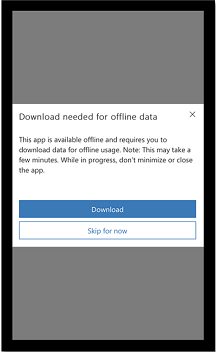 Download needed for offline data
This app is available offline and requires you to
download data for offline usage. Note: This may take a
few minutes. While in progress, don't minimize or close
the app.
Download
Skip for now